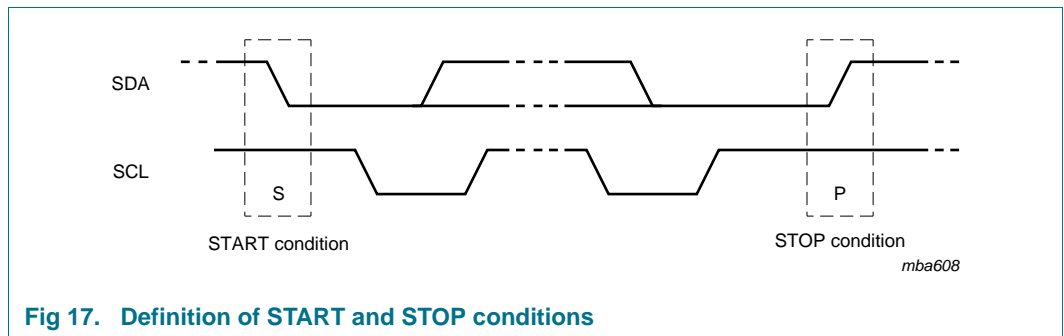 SDA
SCL
S
P
START condition
STOP condition
mba608
Fig 17. Definition of START and STOP conditions